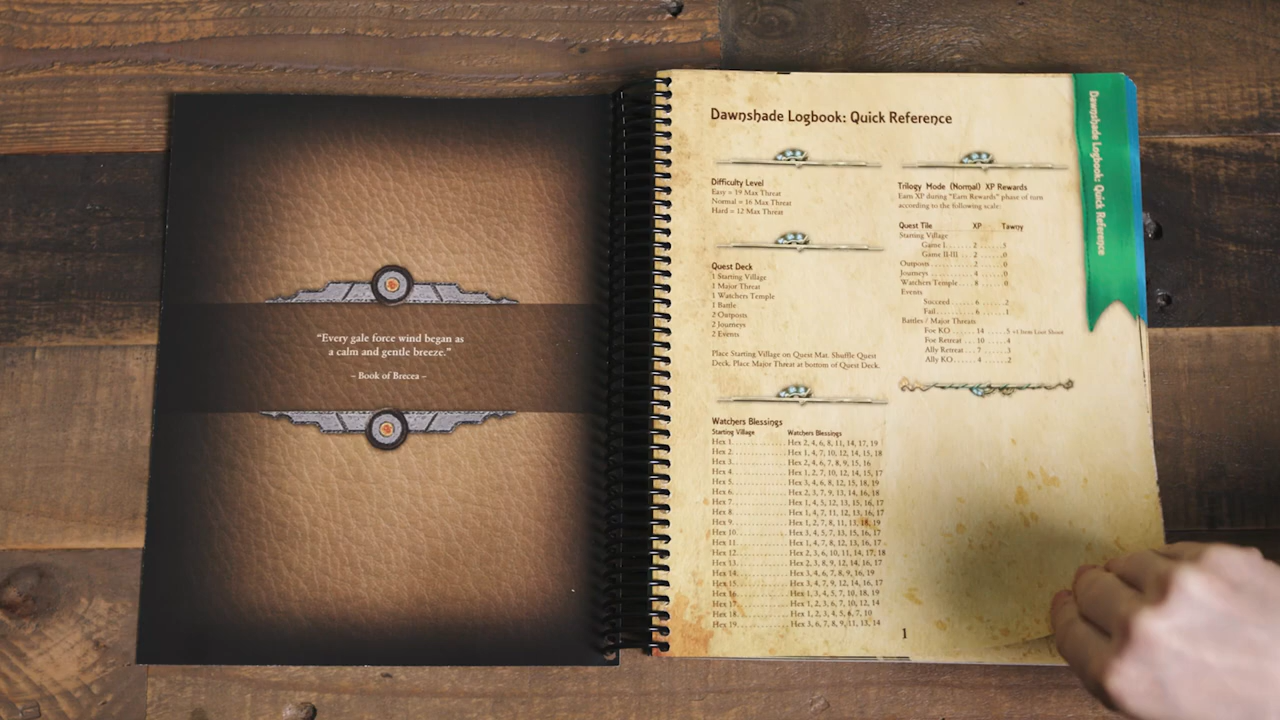 “Every gale force wind began as
a calm and gentle breeze.”
– Book of Brecea –
Dawnshade Logbook: Quick Reference
Difficulty Level
Easy = 19 Max Threat
Normal = 16 Max Threat
Hard = 12 Max Threat
Quest Deck
1 Starting Village
1 Major Threat
1 Watchers Temple
1 Battle
2 Outposts
2 Journeys
2 Events
Place Starting Village on Quest Mat. Shuffle Quest
Deck. Place Major Threat at bottom of Quest Deck.
Watchers Blessings
Starting Village Watchers Blessings
Hex 1 Hex 2, 4, 6, 8, 11, 14, 17, 19
Hex 2 Hex 1, 4, 7, 10, 12, 14, 15, 18
Hex 3 Hex 2, 4, 6, 7, 8, 9, 15, 16
Hex 4 Hex 1, 2, 7, 10, 12, 14, 15, 17
Hex 5 Hex 3, 4, 6, 8, 12, 15, 18, 19
Hex 6 Hex 2, 3, 7, 9, 13, 14, 16, 18
Hex 7 Hex 1, 4, 5, 12, 13, 15, 16, 17
Hex 8 Hex 1, 4, 7, 11, 12, 13, 16, 17
Hex 9 Hex 1, 2, 7, 8, 11, 13, 18, 19
Hex 10 Hex 3, 4, 5, 7, 13, 15, 16, 17
Hex 11 Hex 1, 4, 7, 8, 12, 13, 16, 17
Hex 12 Hex 2, 3, 6, 10, 11, 14, 17, 18
Hex 13 Hex 2, 3, 8, 9, 12, 14, 16, 17
Hex 14 Hex 3, 4, 6, 7, 8, 9, 16, 19
Hex 15 Hex 3, 4, 7, 9, 12, 14, 16, 17
Hex 16 Hex 1, 3, 4, 5, 7, 10, 18, 19
Hex 17 Hex 1, 2, 3, 6, 7, 10, 12, 14
Hex 18 Hex 1, 2, 3, 4, 5, 6, 7, 10
Hex 19 Hex 3, 6, 7, 8, 9, 11, 13, 14
Trilogy Mode (Normal) XP Rewards
Earn XP during “Earn Rewards” phase of turn
according to the following scale:
Quest Tile XP Tawny
Starting Village
Game I 2 3
Game II-III 2 0
Outposts 2 0
Journeys 4 0
Watchers Temple 8 0
Events
Succeed 6 2
Fail 6 1
Battles / Major Threats
Foe KO 14 5 +1 Item Loot Shoot
Foe Retreat 10 4
Ally Retreat 7 3
Ally KO 4 2
1
Dawnshade Logbook: Quick Reference